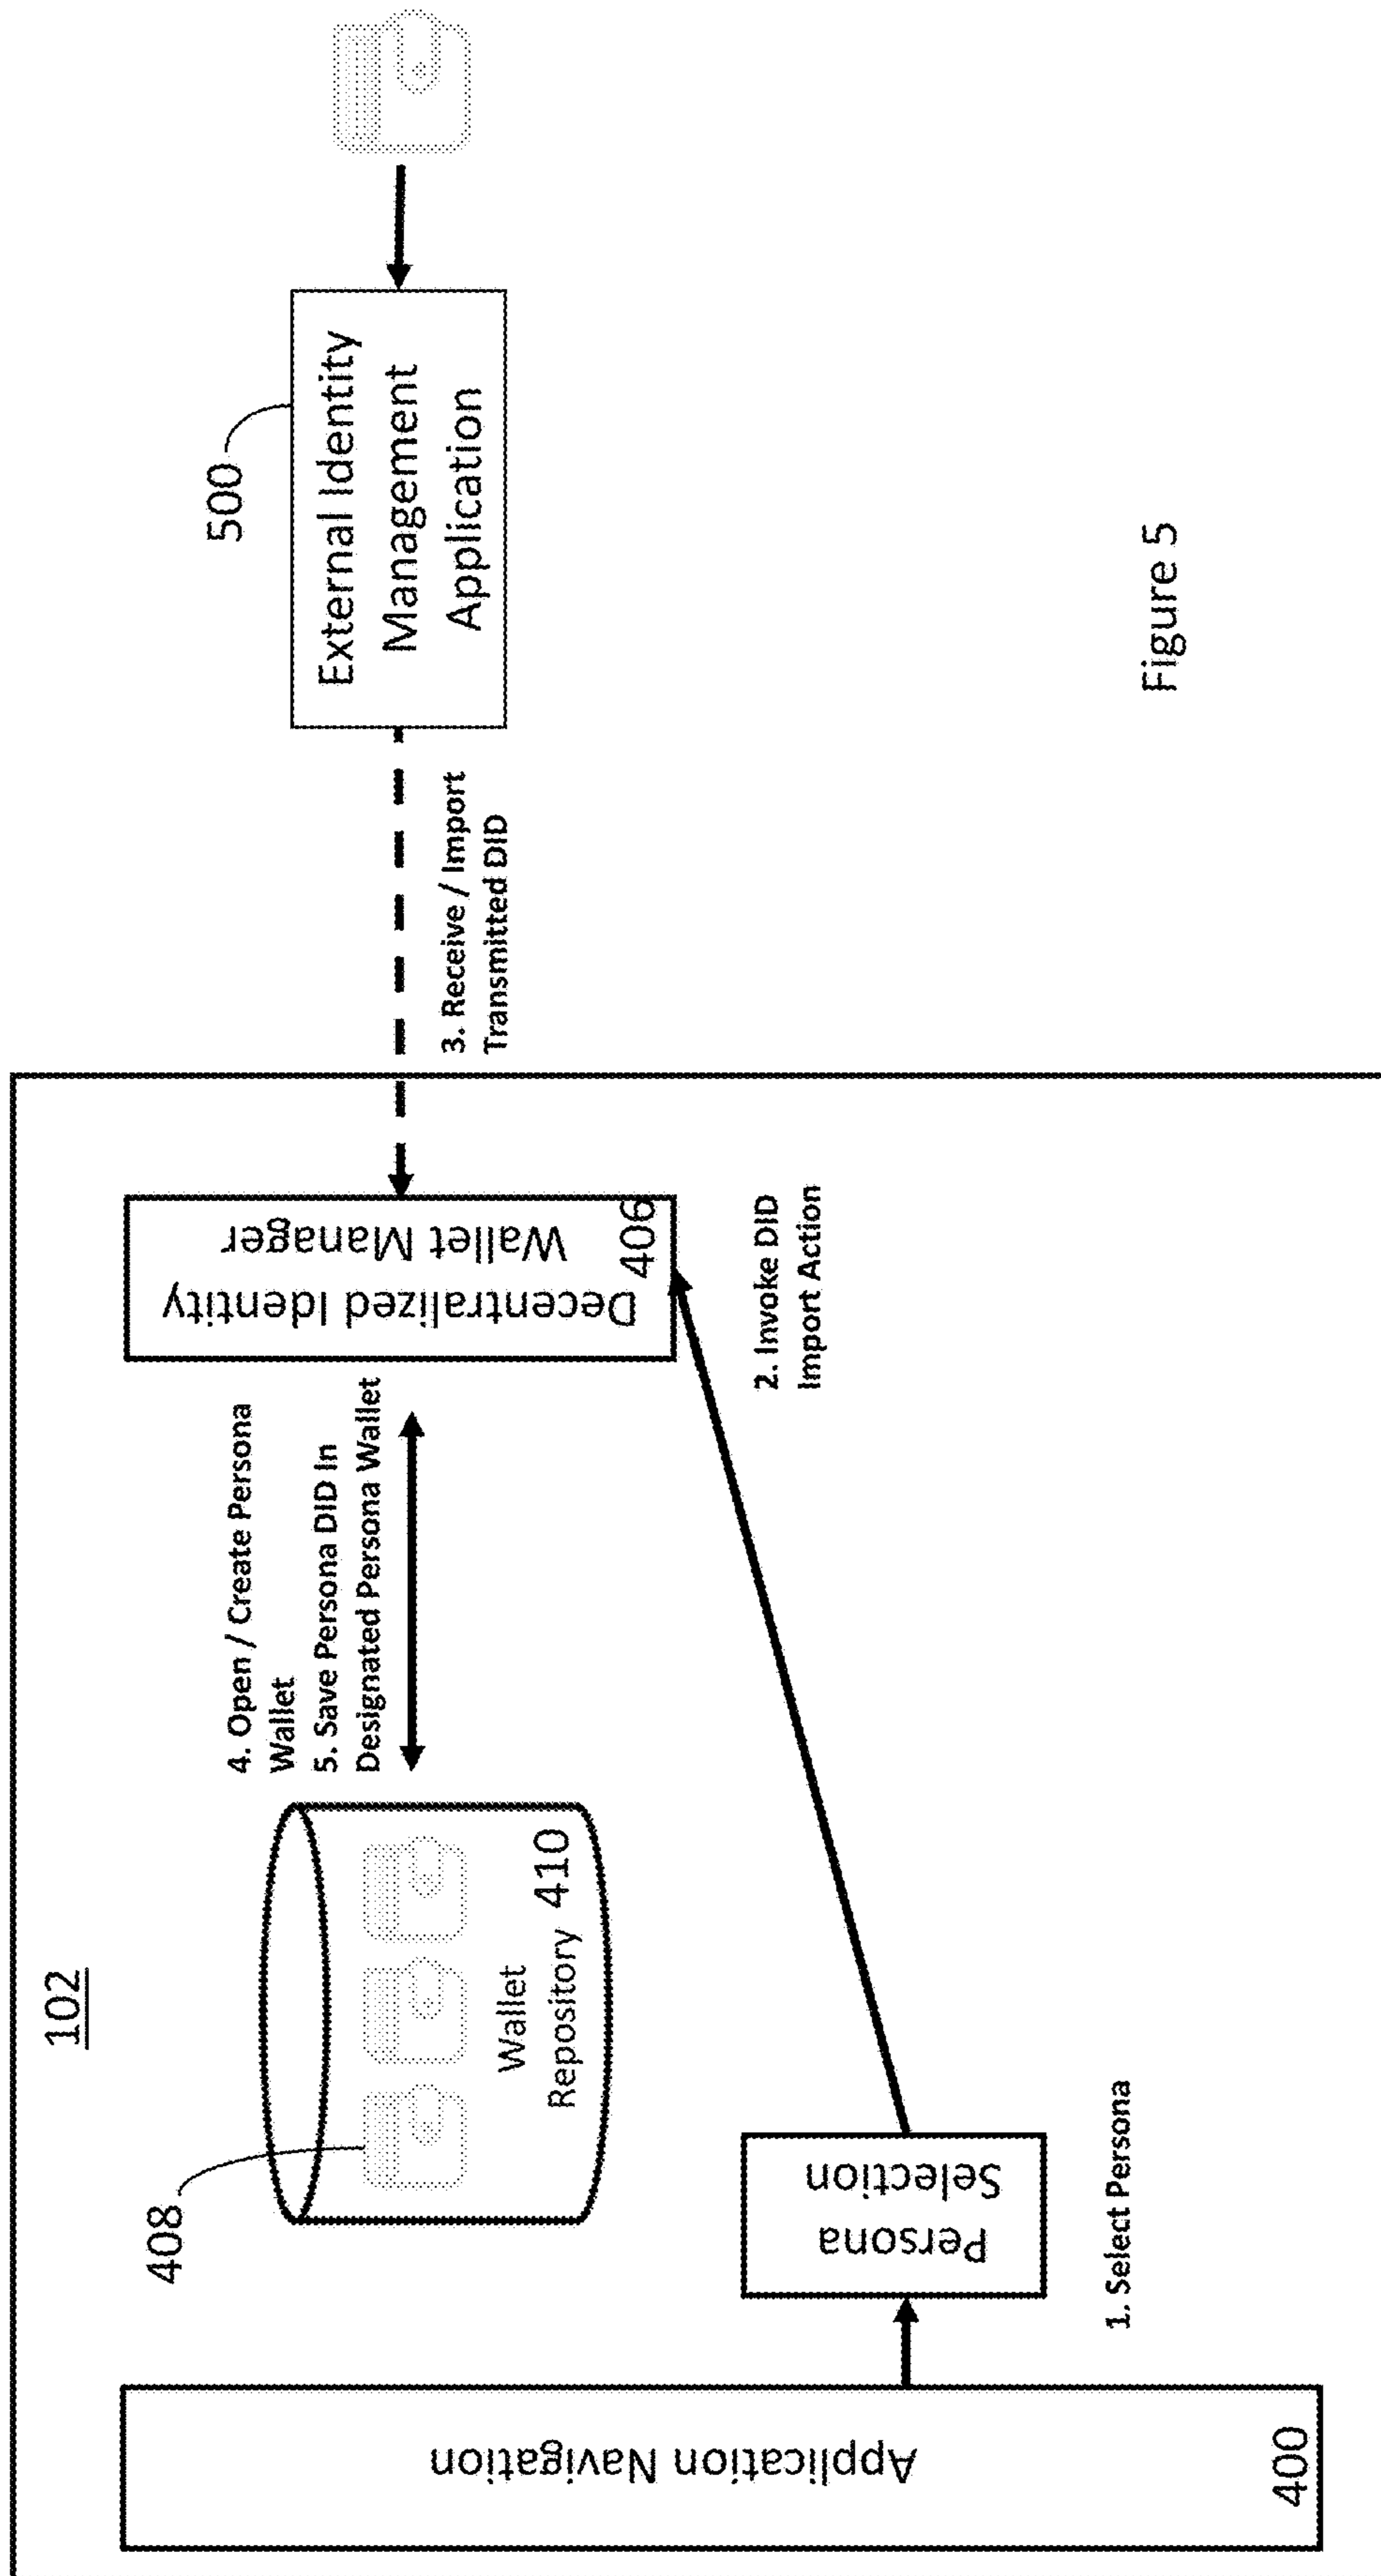 102
408
Wallet
Repository 410
4. Open / Create Persona
Wallet
5. Save Persona DID In
Designated Persona Wallet
Decentralized Identity
Wallet Manager
406
500
External Identity
Management
Application
3. Receive / Import
Transmitted DID
2. Invoke DID
Import Action
Application Navigation
400
Persona
Selection
1. Select Persona
Figure 5